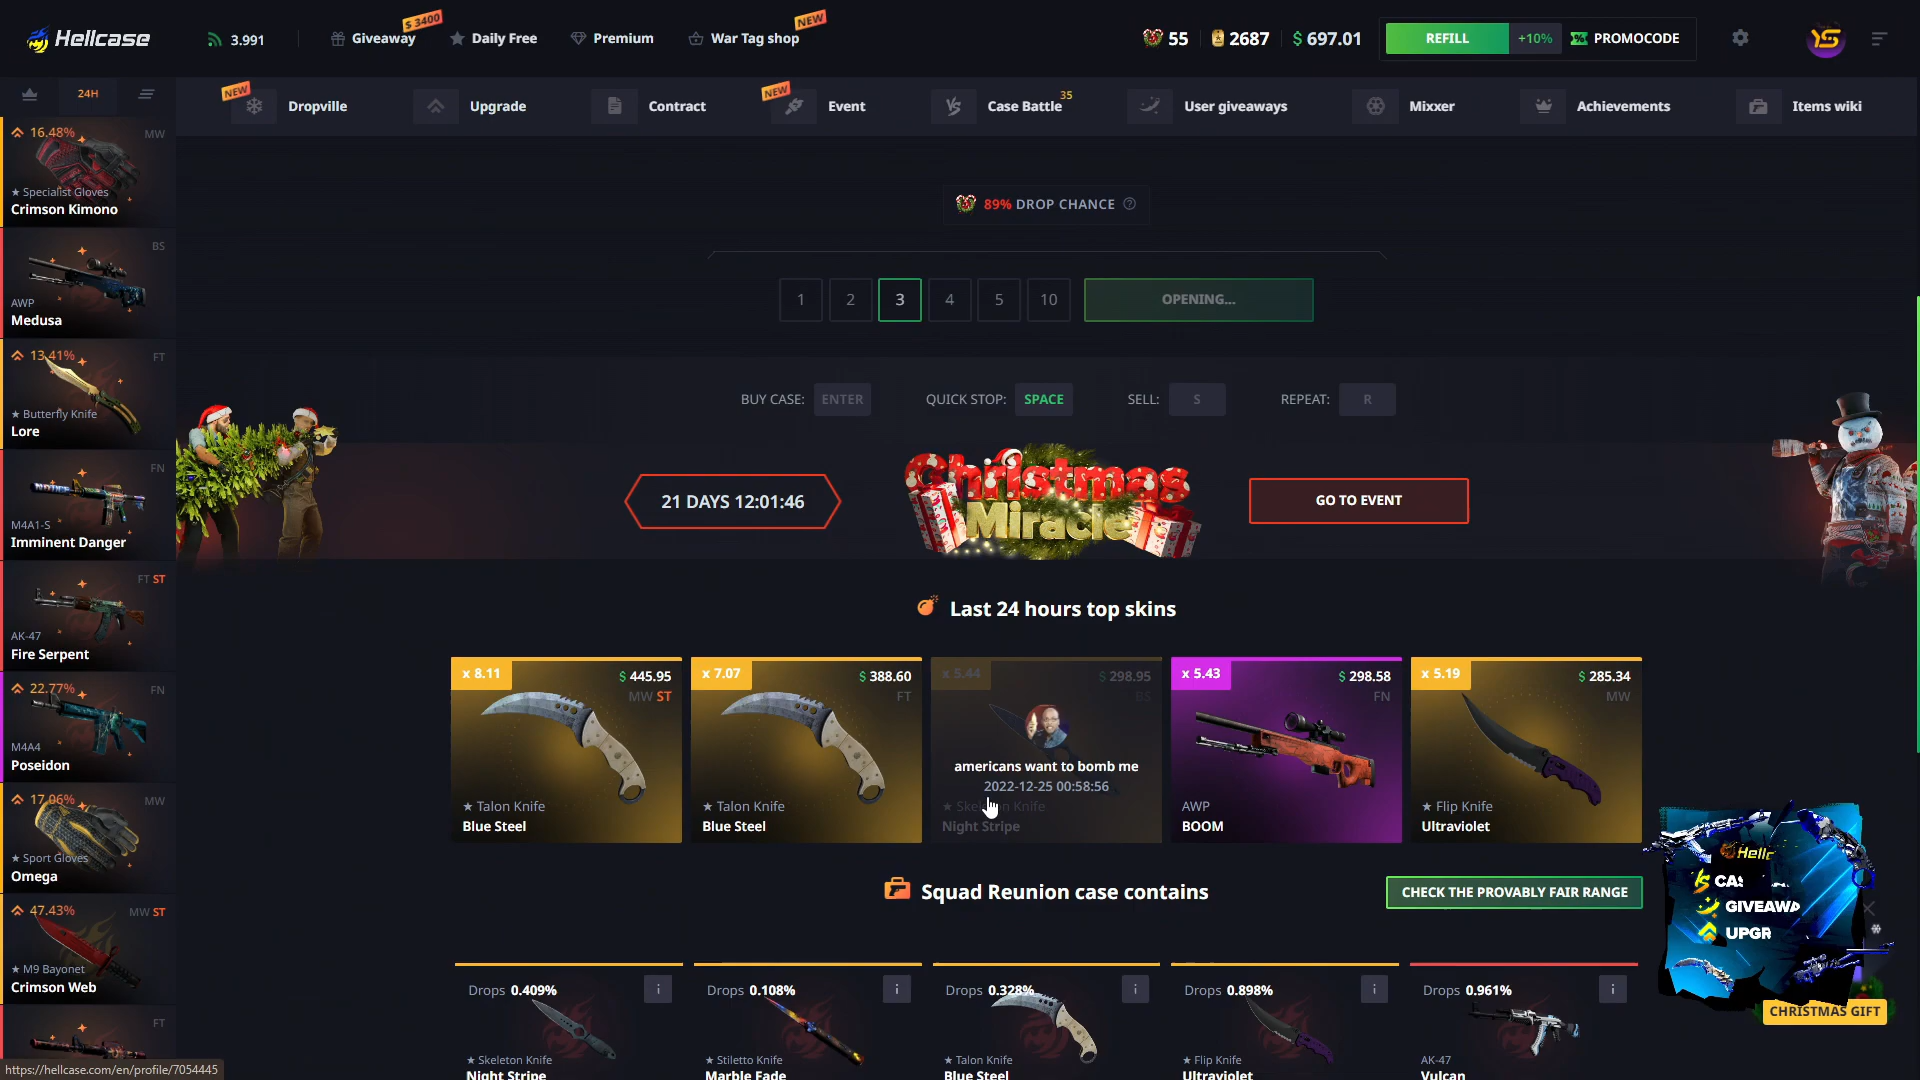 Hellcase
3.991
Giveaway
$ 3400
Daily Free
Premium
War Tag shop
NEW
55
2687
$ 697.01
REFILL
+10%
PROMOCODE
24H
NEW
Dropville
Upgrade
Contract
NEW
Event
Case Battle
35
User giveaways
Mixxer
Achievements
Items wiki
16.48%
MW
★ Specialist Gloves
Crimson Kimono
BS
AWP
Medusa
13.41%
FT
★ Butterfly Knife
Lore
FN
M4A1-S
Imminent Danger
FT ST
AK-47
Fire Serpent
22.77%
FN
M4A4
Poseidon
17.06%
MW
★ Sport Gloves
Omega
47.43%
MW ST
★ M9 Bayonet
Crimson Web
FT
89% DROP CHANCE
1
2
3
4
5
10
OPENING...
BUY CASE: ENTER
QUICK STOP: SPACE
SELL: S
REPEAT: R
21 DAYS 12:01:46
Christmas
Miracle
GO TO EVENT
Last 24 hours top skins
x 8.11
$ 445.95
MW ST
★ Talon Knife
Blue Steel
x 7.07
$ 388.60
FT
★ Talon Knife
Blue Steel
x 5.44
$ 298.95
BS
americans want to bomb me
2022-12-25 00:58:56
★ Skeleton Knife
Night Stripe
x 5.43
$ 298.58
FN
AWP
BOOM
x 5.19
$ 285.34
MW
★ Flip Knife
Ultraviolet
Squad Reunion case contains
CHECK THE PROVABLY FAIR RANGE
Drops 0.409%
i
★ Skeleton Knife
Night Stripe
Drops 0.108%
i
★ Stiletto Knife
Marble Fade
Drops 0.328%
i
★ Talon Knife
Blue Steel
Drops 0.898%
i
★ Flip Knife
Ultraviolet
Drops 0.961%
i
AK-47
Vulcan
GIVEAWA
UPGR
CHRISTMAS GIFT
https://hellcase.com/en/profile/7054445